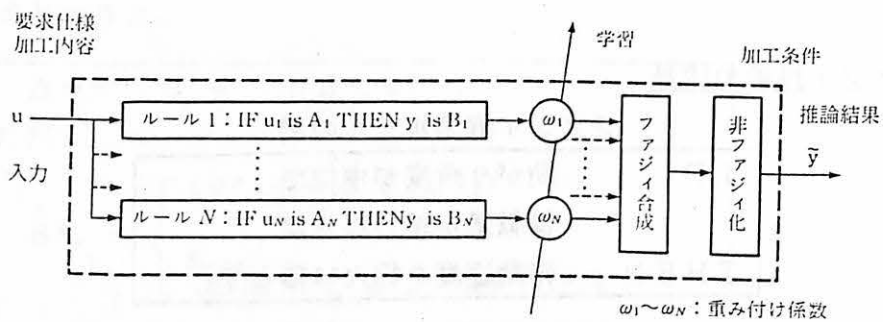 要求仕様
加工内容
学習
加工条件
u
ルール 1：IF u₁ is A₁ THEN y is B₁
ω₁
ファジィ合成
非ファジィ化
推論結果
ỹ
入力
ルール N：IF uN is AN THEN y is BN
ωN
ω₁～ωN：重み付け係数